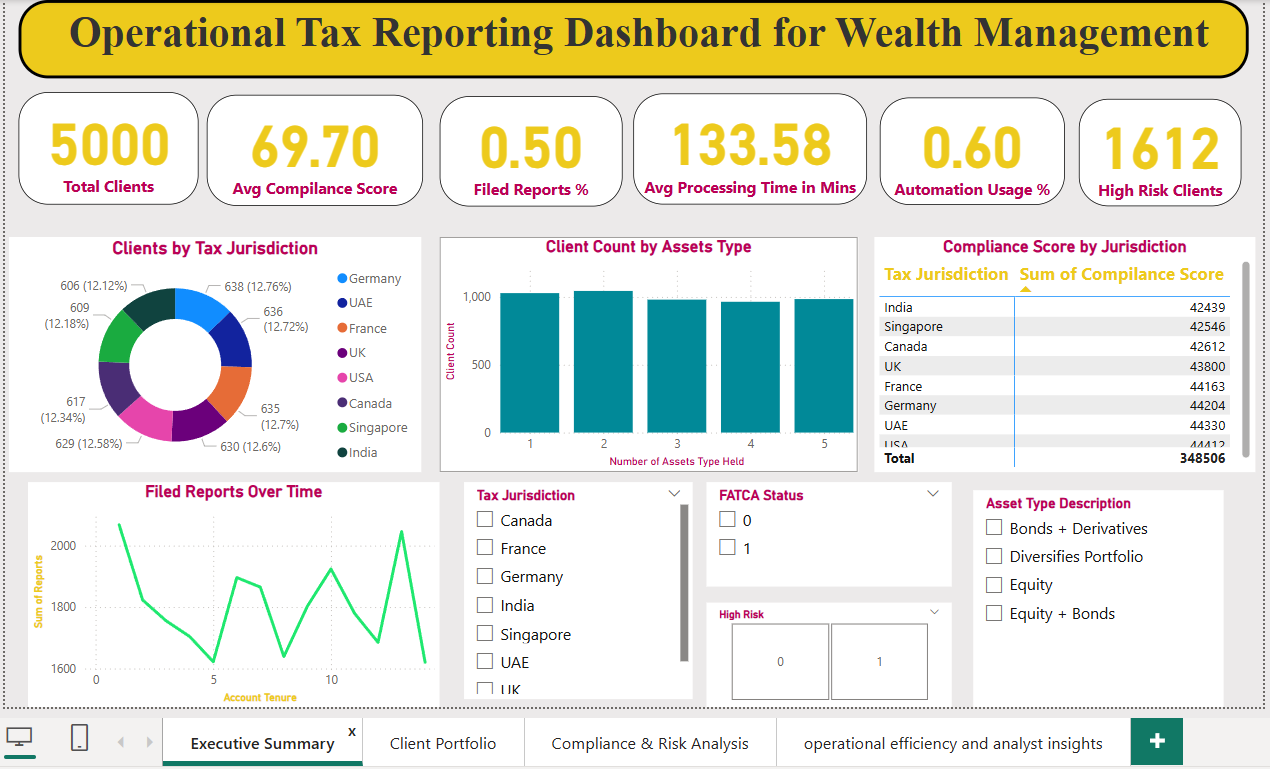 Operational Tax Reporting Dashboard for Wealth Management
5000
Total Clients
69.70
Avg Compilance Score
0.50
Filed Reports %
133.58
Avg Processing Time in Mins
0.60
Automation Usage %
1612
High Risk Clients
Clients by Tax Jurisdiction
606 (12.12%)
638 (12.76%)
609
(12.18%)
636
(12.72%)
617
(12.34%)
635
(12.7%)
629 (12.58%)
630 (12.6%)
Germany
UAE
France
UK
USA
Canada
Singapore
India
Client Count by Assets Type
Client Count
1,000
500
0
1 2 3 4 5
Number of Assets Type Held
Compliance Score by Jurisdiction
Tax Jurisdiction Sum of Compilance Score
India 42439
Singapore 42546
Canada 42612
UK 43800
France 44163
Germany 44204
UAE 44330
USA 44412
Total 348506
Filed Reports Over Time
Sum of Reports
2000
1800
1600
0 5 10
Account Tenure
Tax Jurisdiction
Canada
France
Germany
India
Singapore
UAE
UK
FATCA Status
0
1
High Risk
0 1
Asset Type Description
Bonds + Derivatives
Diversifies Portfolio
Equity
Equity + Bonds
Executive Summary x
Client Portfolio
Compliance & Risk Analysis
operational efficiency and analyst insights
+